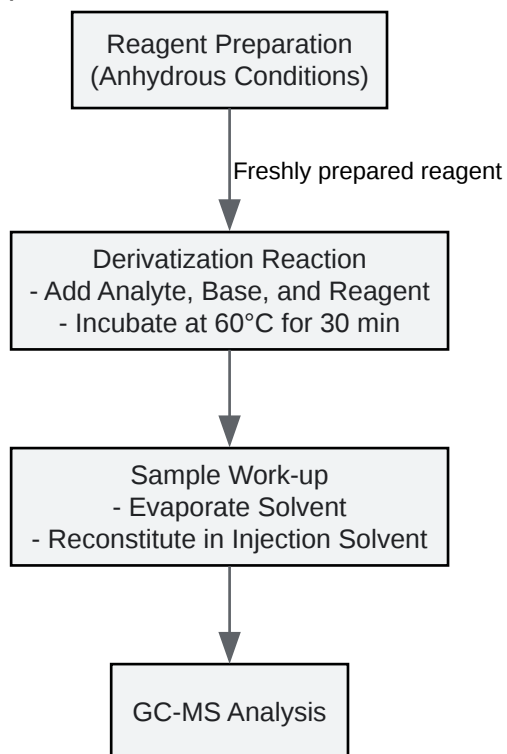 Reagent Preparation
(Anhydrous Conditions)
Freshly prepared reagent
Derivatization Reaction
- Add Analyte, Base, and Reagent
- Incubate at 60°C for 30 min
Sample Work-up
- Evaporate Solvent
- Reconstitute in Injection Solvent
GC-MS Analysis